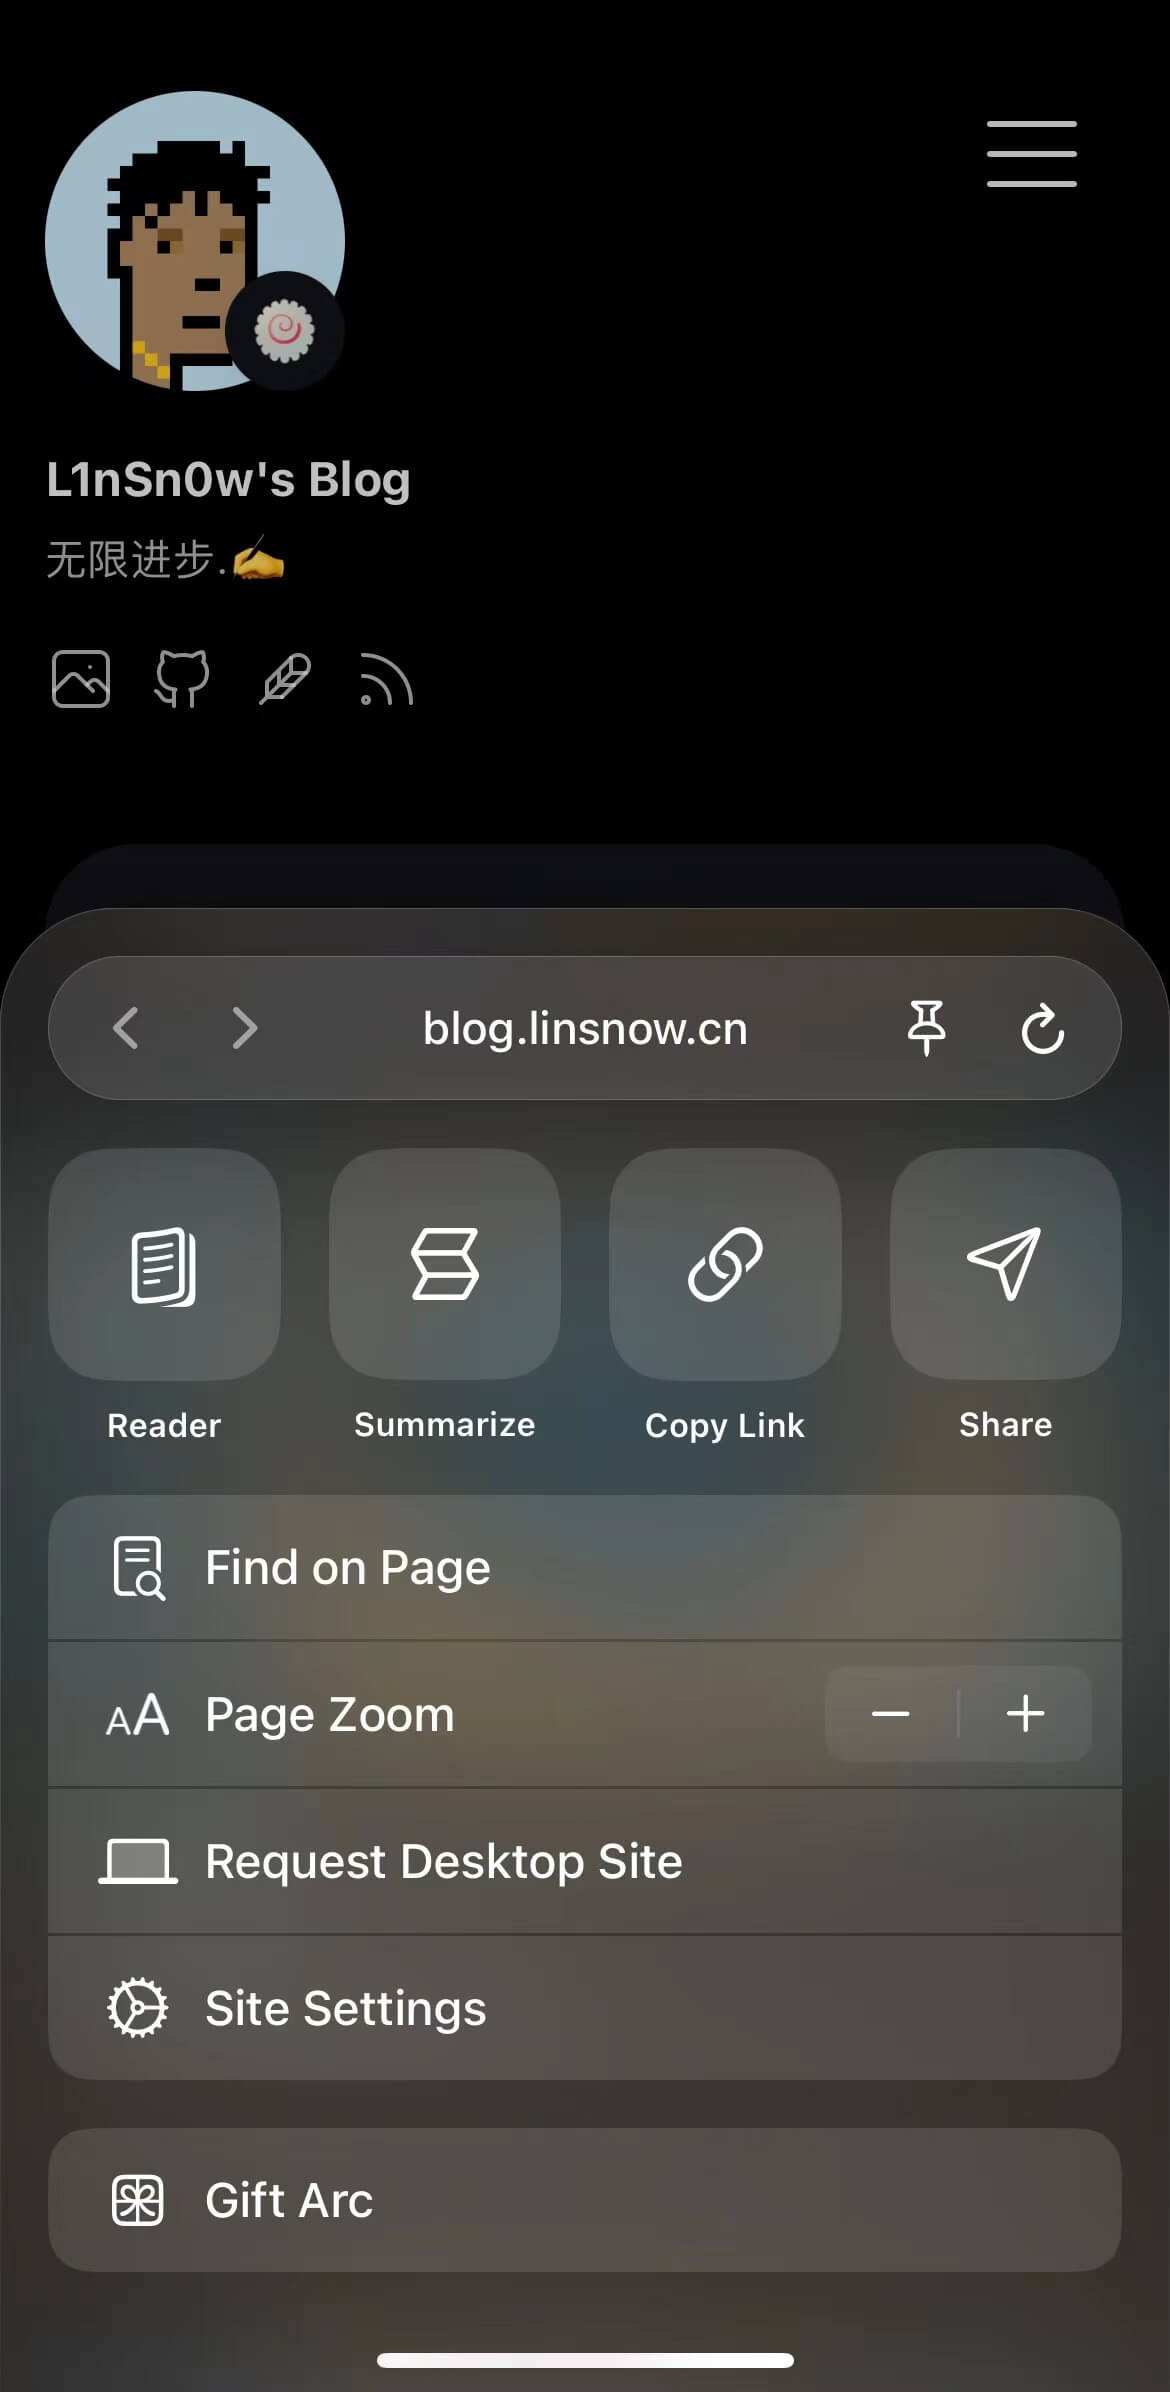 L1nSn0w's Blog
无限进步.✍️
blog.linsnow.cn
Reader
Summarize
Copy Link
Share
Find on Page
AA Page Zoom
Request Desktop Site
Site Settings
Gift Arc